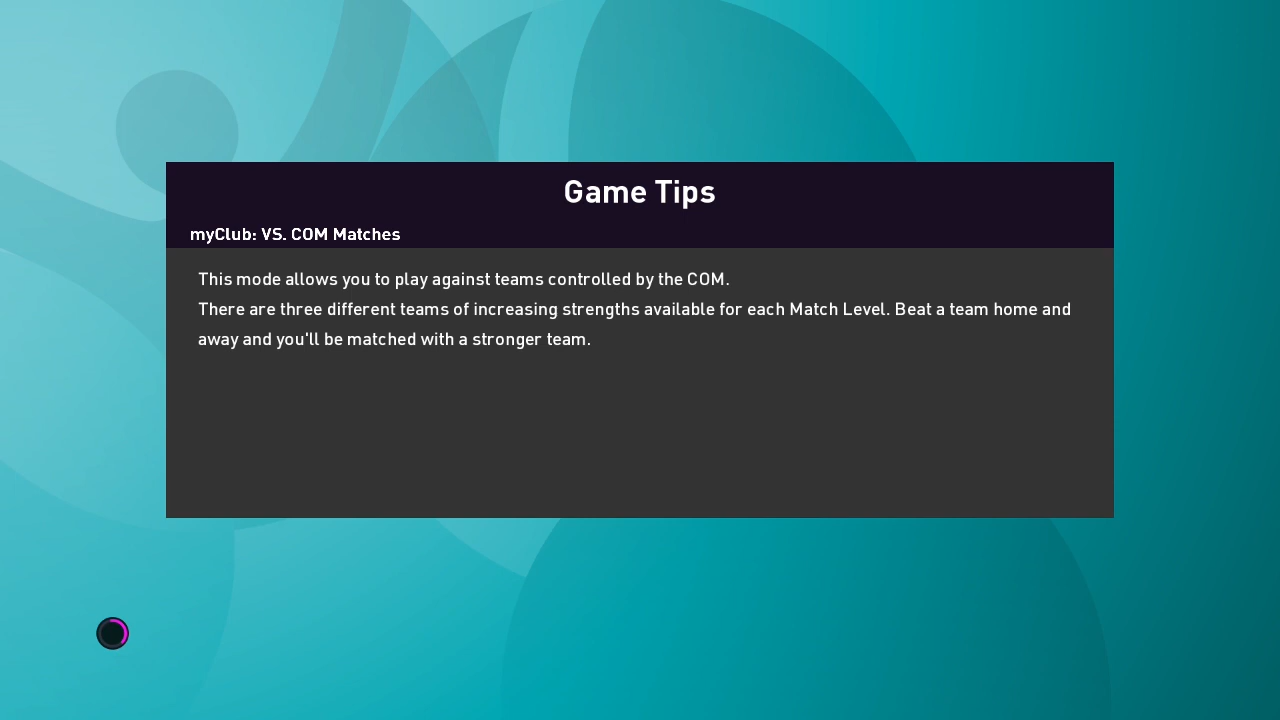 Game Tips
myClub: VS. COM Matches
This mode allows you to play against teams controlled by the COM.
There are three different teams of increasing strengths available for each Match Level. Beat a team home and
away and you'll be matched with a stronger team.